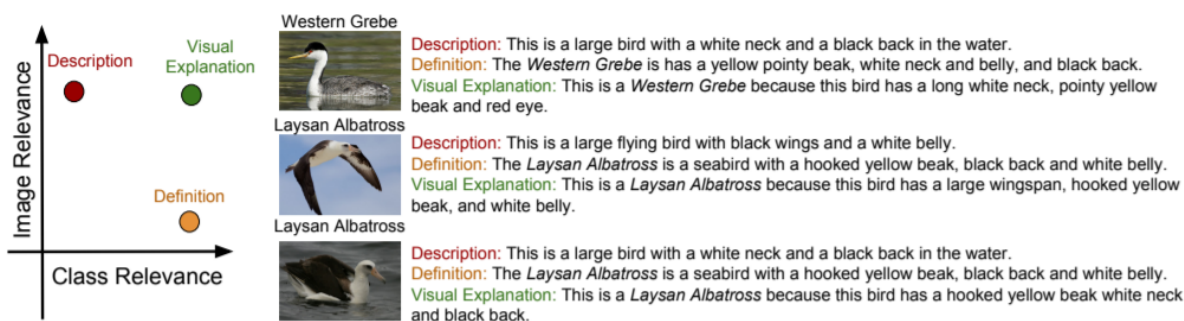 Image Relevance
Description
Visual
Explanation
Definition
Class Relevance
Western Grebe
Description: This is a large bird with a white neck and a black back in the water.
Definition: The Western Grebe is has a yellow pointy beak, white neck and belly, and black back.
Visual Explanation: This is a Western Grebe because this bird has a long white neck, pointy yellow
beak and red eye.
Laysan Albatross
Description: This is a large flying bird with black wings and a white belly.
Definition: The Laysan Albatross is a seabird with a hooked yellow beak, black back and white belly.
Visual Explanation: This is a Laysan Albatross because this bird has a large wingspan, hooked yellow
beak, and white belly.
Laysan Albatross
Description: This is a large bird with a white neck and a black back in the water.
Definition: The Laysan Albatross is a seabird with a hooked yellow beak, black back and white belly.
Visual Explanation: This is a Laysan Albatross because this bird has a hooked yellow beak white neck
and black back.